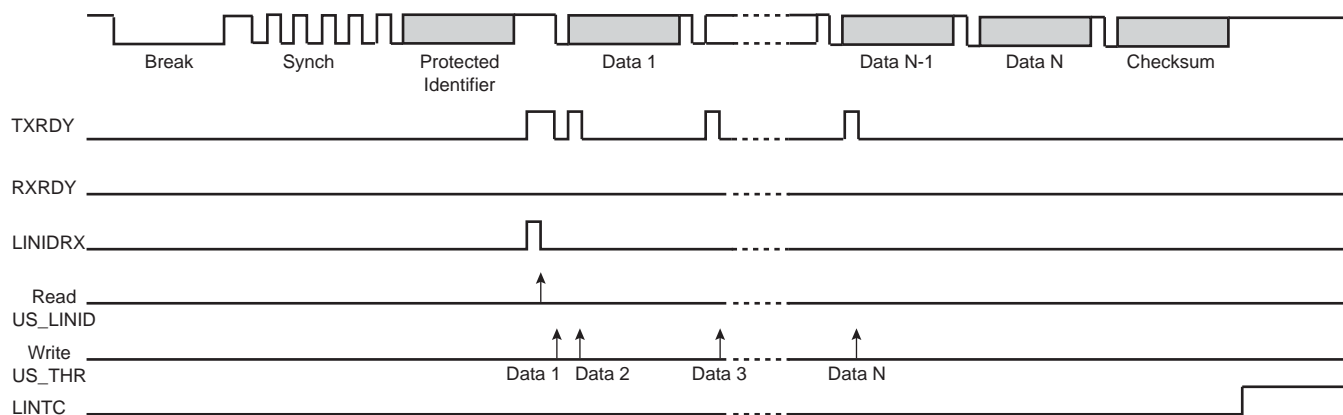 Break
Synch
Protected
Identifier
Data 1
Data N-1
Data N
Checksum
TXRDY
RXRDY
LINIDRX
Read
US_LINID
Write
US_THR
Data 1
Data 2
Data 3
Data N
LINTC